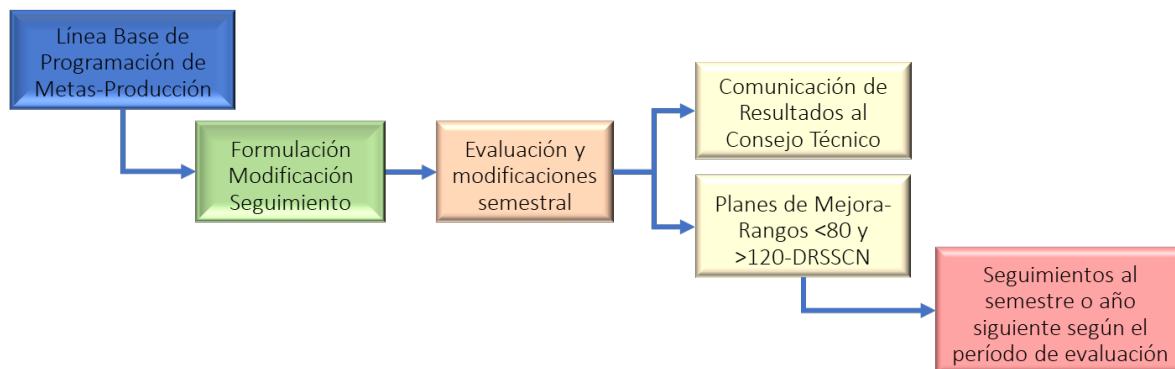 Línea Base de
Programación de
Metas-Producción
Formulación
Modificación
Seguimiento
Evaluación y
modificaciones
semestral
Comunicación de
Resultados al
Consejo Técnico
Planes de Mejora-
Rangos <80 y
>120-DRSSCN
Seguimientos al
semestre o año
siguiente según el
período de evaluación